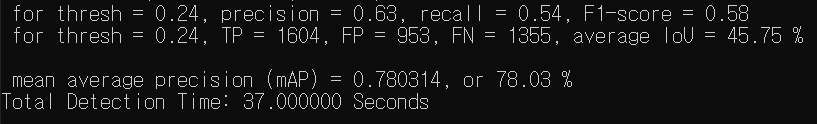 for thresh = 0.24, precision = 0.63, recall = 0.54, F1-score = 0.58
for thresh = 0.24, TP = 1604, FP = 953, FN = 1355, average IoU = 45.75 %
mean average precision (mAP) = 0.780314, or 78.03 %
Total Detection Time: 37.000000 Seconds